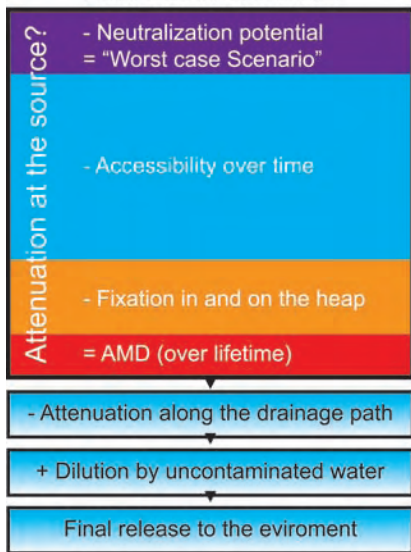 Attenuation at the source?
- Neutralization potential
= “Worst case Scenario”
- Accessibility over time
- Fixation in and on the heap
= AMD (over lifetime)
- Attenuation along the drainage path
+ Dilution by uncontaminated water
Final release to the eviroment